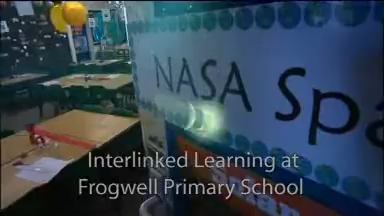 NASA Spa
Interlinked Learning at
Frogwell Primary School